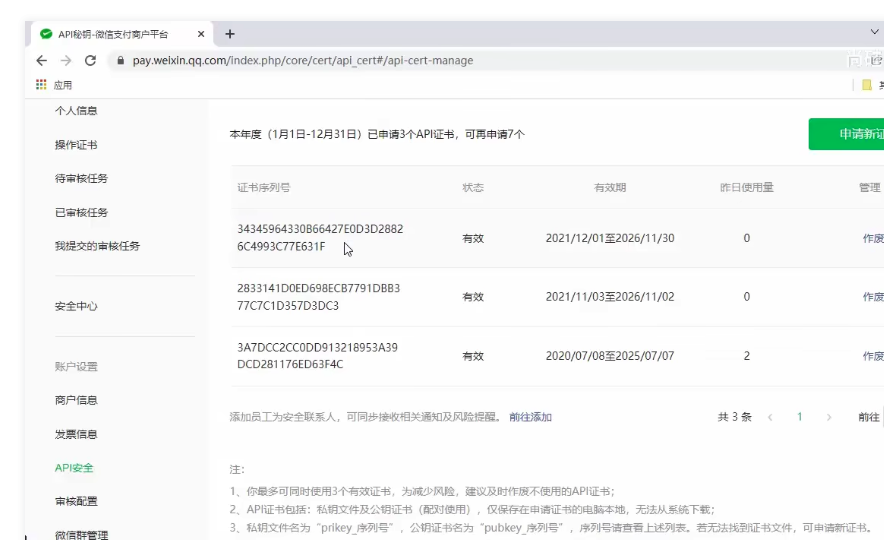 API秘钥-微信支付商户平台
pay.weixin.qq.com/index.php/core/cert/api_cert#/api-cert-manage
应用
个人信息
操作证书
待审核任务
已审核任务
我提交的审核任务
安全中心
账户设置
商户信息
发票信息
API安全
审核配置
微信群管理
本年度（1月1日-12月31日）已申请3个API证书，可再申请7个
申请新证
证书序列号 状态 有效期 昨日使用量 管理
34345964330B66427E0D3D2882
6C4993C77E631F 有效 2021/12/01至2026/11/30 0 作废
2833141D0ED698ECB7791DBB3
77C7C1D357D3DC3 有效 2021/11/03至2026/11/02 0 作废
3A7DCC2CC0DD913218953A39
DCD281176ED63F4C 有效 2020/07/08至2025/07/07 2 作废
添加员工为安全联系人，可同步接收相关通知及风险提醒。 前往添加 共 3 条 1 前往
注：
1、你最多可同时使用3个有效证书，为减少风险，建议及时作废不使用的API证书；
2、API证书包括：私钥文件及公钥证书（配对使用），仅保存在申请证书的电脑本地，无法从系统下载；
3、私钥文件名为“prikey_序列号”，公钥证书名为“pubkey_序列号”，序列号请查看上述列表。若无法找到证书文件，可申请新证书。